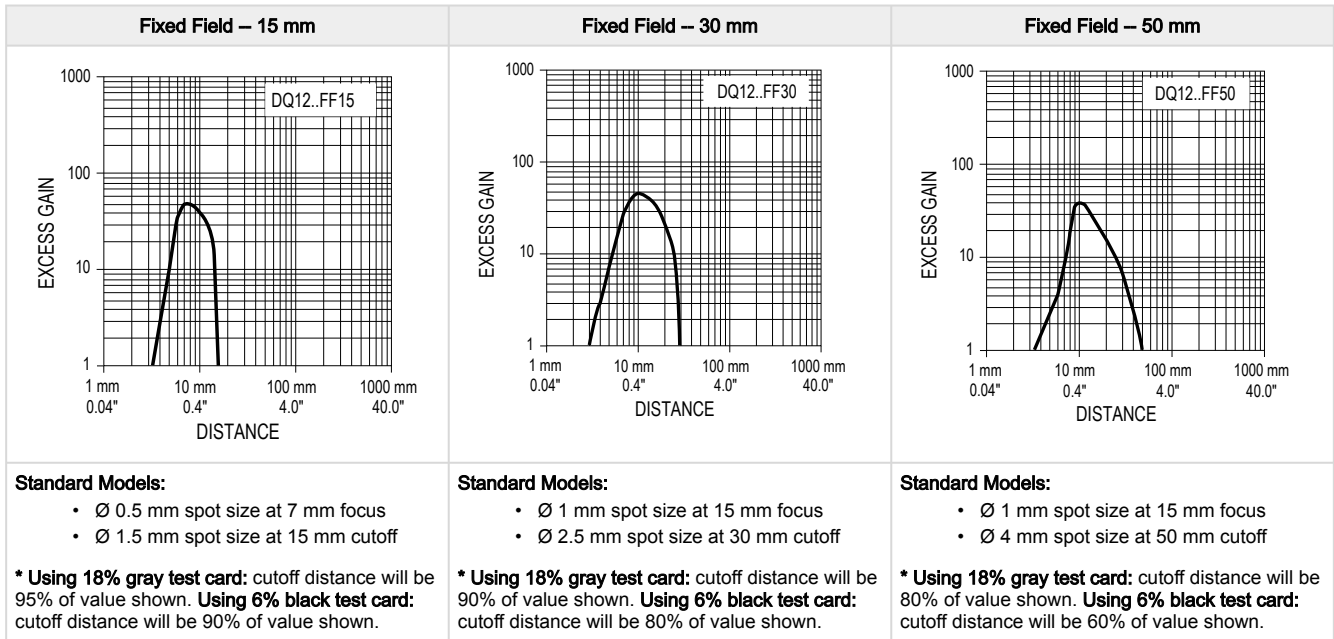 Fixed Field – 15 mm
1000
100
10
1
EXCESS GAIN
DQ12..FF15
1 mm 10 mm 100 mm 1000 mm
0.04" 0.4" 4.0" 40.0"
DISTANCE
Standard Models:
• Ø 0.5 mm spot size at 7 mm focus
• Ø 1.5 mm spot size at 15 mm cutoff
* Using 18% gray test card: cutoff distance will be
95% of value shown. Using 6% black test card:
cutoff distance will be 90% of value shown.
Fixed Field – 30 mm
1000
100
10
1
EXCESS GAIN
DQ12..FF30
1 mm 10 mm 100 mm 1000 mm
0.04" 0.4" 4.0" 40.0"
DISTANCE
Standard Models:
• Ø 1 mm spot size at 15 mm focus
• Ø 2.5 mm spot size at 30 mm cutoff
* Using 18% gray test card: cutoff distance will be
90% of value shown. Using 6% black test card:
cutoff distance will be 80% of value shown.
Fixed Field – 50 mm
1000
100
10
1
EXCESS GAIN
DQ12..FF50
1 mm 10 mm 100 mm 1000 mm
0.04" 0.4" 4.0" 40.0"
DISTANCE
Standard Models:
• Ø 1 mm spot size at 15 mm focus
• Ø 4 mm spot size at 50 mm cutoff
* Using 18% gray test card: cutoff distance will be
80% of value shown. Using 6% black test card:
cutoff distance will be 60% of value shown.